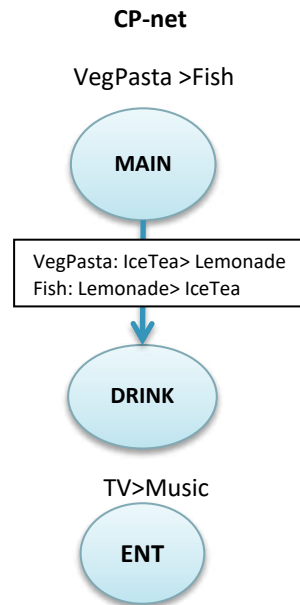 CP-net
VegPasta >Fish
MAIN
VegPasta: IceTea> Lemonade
Fish: Lemonade> IceTea
DRINK
TV>Music
ENT